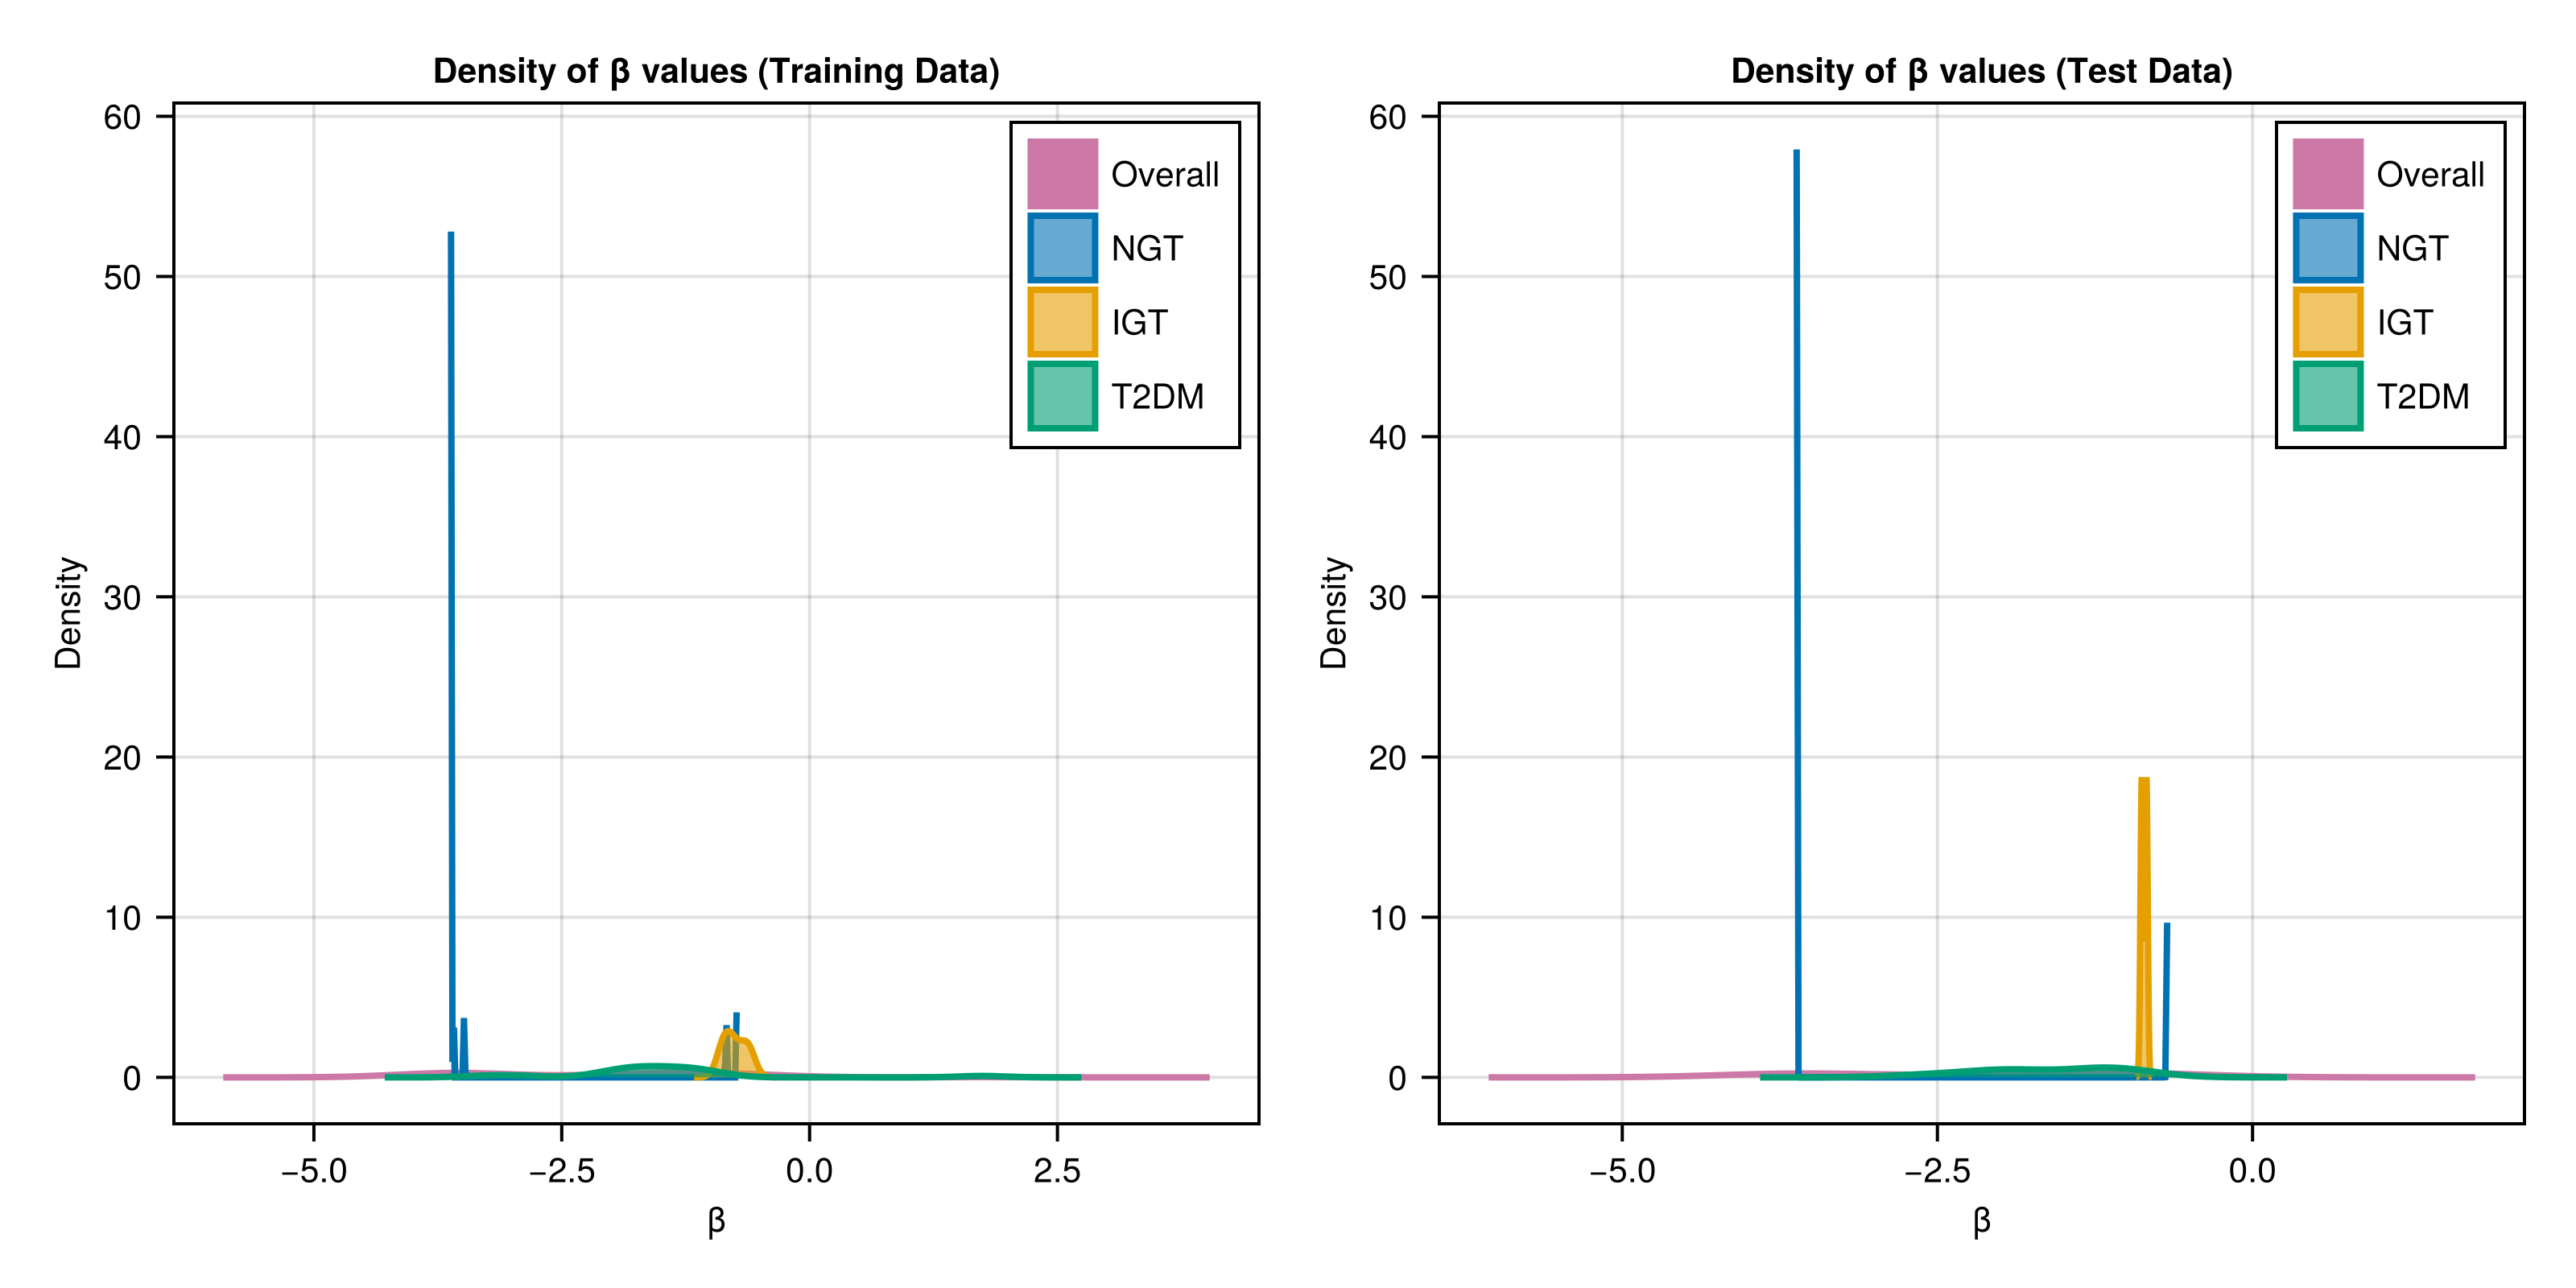 Density of β values (Training Data)
60
50
40
30
20
10
0
Density
−5.0
−2.5
0.0
2.5
β
Overall
NGT
IGT
T2DM
Density of β values (Test Data)
60
50
40
30
20
10
0
Density
−5.0
−2.5
0.0
β
Overall
NGT
IGT
T2DM